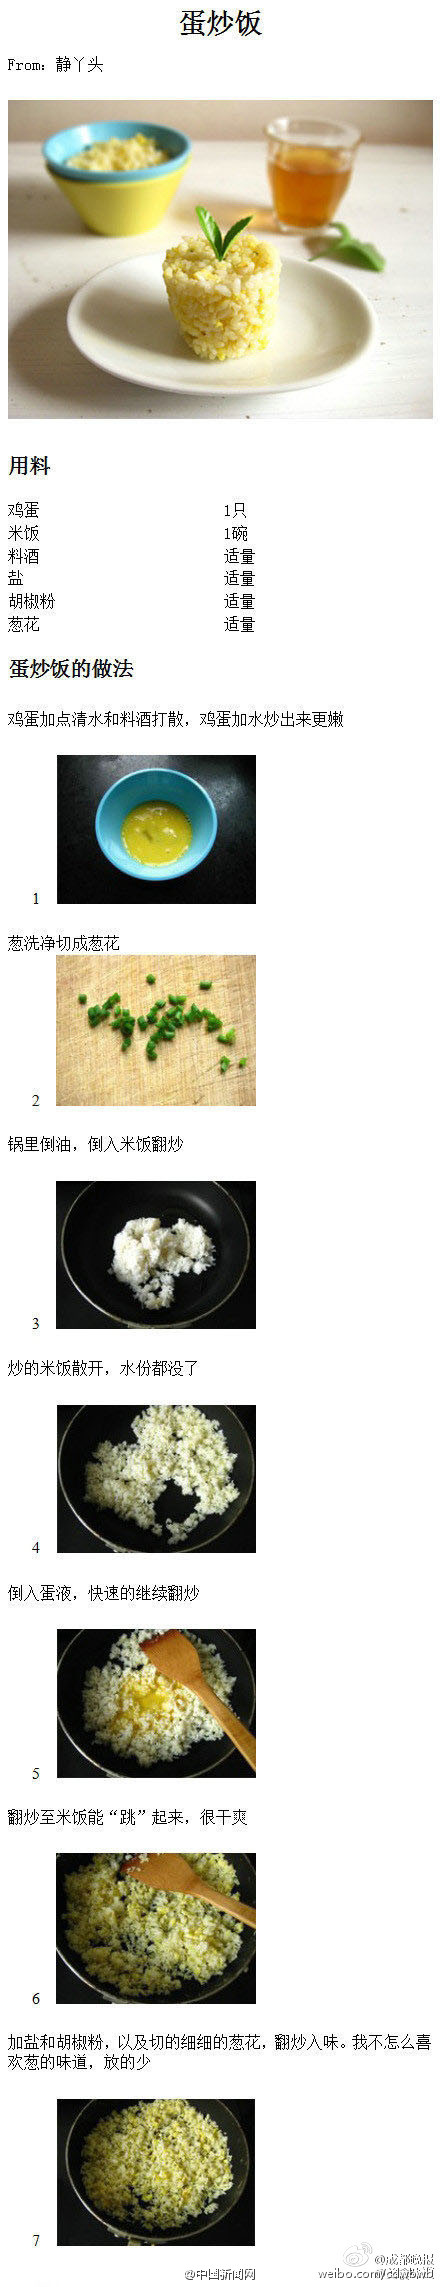 蛋炒饭
From：静丫头
用料
鸡蛋 1只
米饭 1碗
料酒 适量
盐 适量
胡椒粉 适量
葱花 适量
蛋炒饭的做法
鸡蛋加点清水和料酒打散，鸡蛋加水炒出来更嫩
1
葱洗净切成葱花
2
锅里倒油，倒入米饭翻炒
3
炒的米饭散开，水份都没了
4
倒入蛋液，快速的继续翻炒
5
翻炒至米饭能“跳”起来，很干爽
6
加盐和胡椒粉，以及切的细细的葱花，翻炒入味。我不怎么喜
欢葱的味道，放的少
7
@成都晚报
@中国新闻网